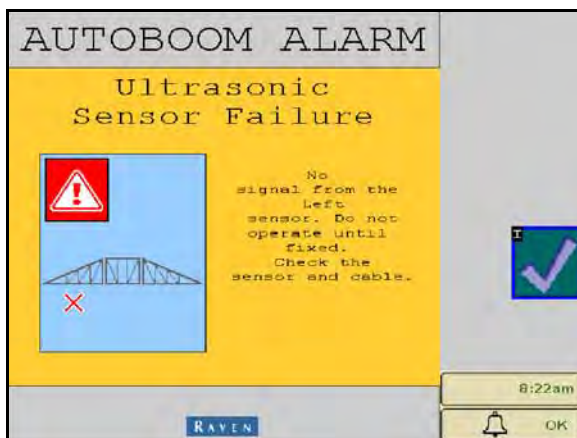 AUTOBOOM ALARM
Ultrasonic
Sensor Failure
No
signal from the
Left
sensor. Do not
operate until
fixed.
Check the
sensor and cable.
I
8:22am
RAVEN
OK